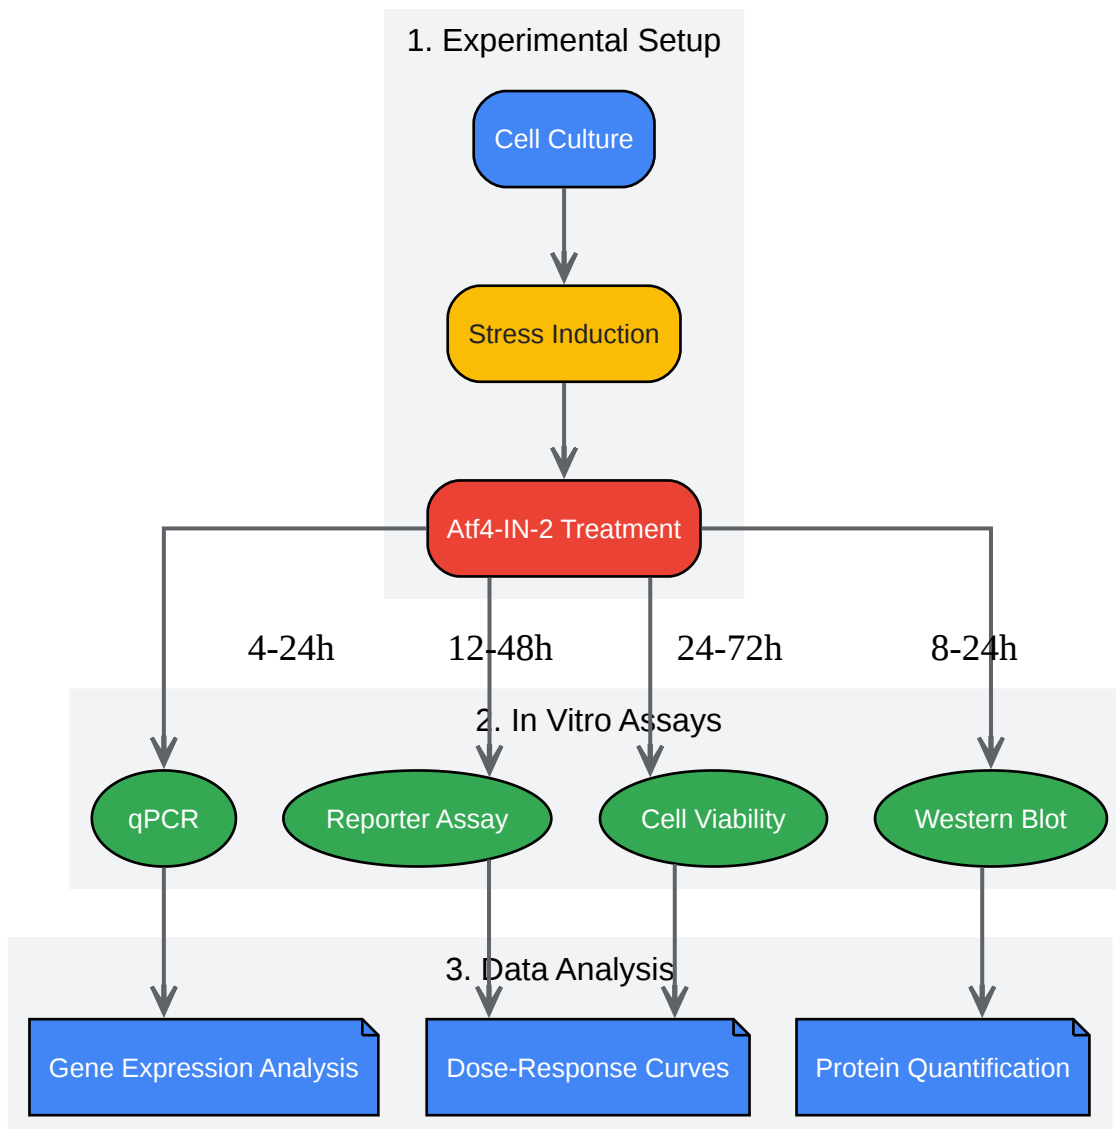 1. Experimental Setup
Cell Culture
Stress Induction
Atf4-IN-2 Treatment
4-24h
12-48h
24-72h
8-24h
2. In Vitro Assays
qPCR
Reporter Assay
Cell Viability
Western Blot
3. Data Analysis
Gene Expression Analysis
Dose-Response Curves
Protein Quantification